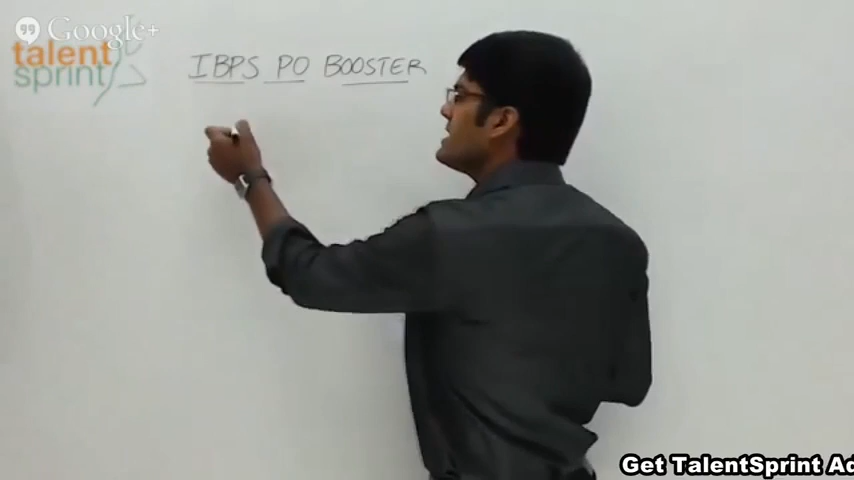 Google+
talent
sprint
IBPS PO BOOSTER
Get TalentSprint Ad